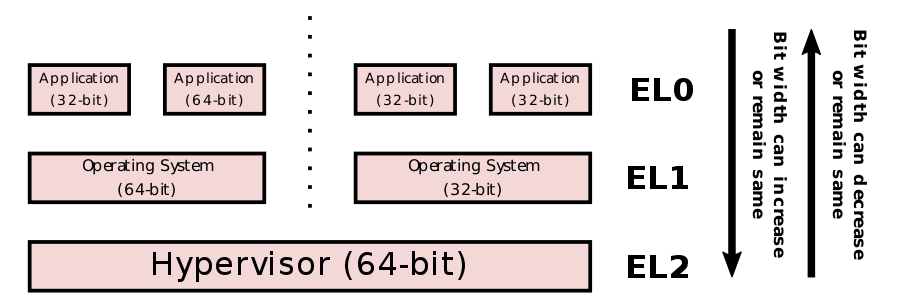 Application
(32-bit)
Application
(64-bit)
Application
(32-bit)
Application
(32-bit)
EL0
Operating System
(64-bit)
Operating System
(32-bit)
EL1
Hypervisor (64-bit)
EL2
Bit width can increase
or remain same
Bit width can decrease
or remain same